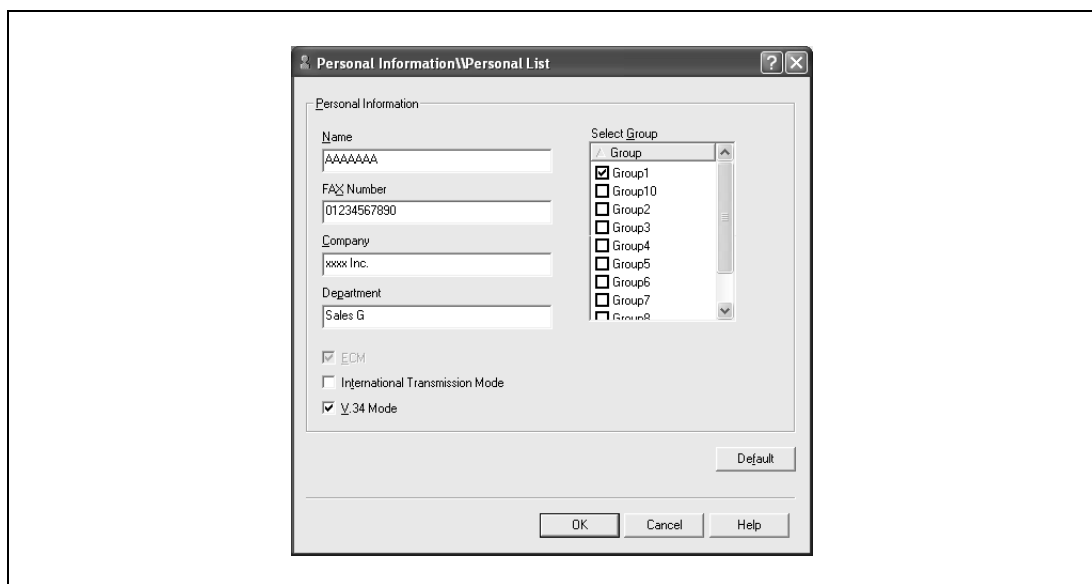 Personal Information\\Personal List
Personal Information
Name
AAAAAAA
FAX Number
01234567890
Company
xxxx Inc.
Department
Sales G
ECM
International Transmission Mode
V.34 Mode
Select Group
Group
Group1
Group10
Group2
Group3
Group4
Group5
Group6
Group7
Group8
Default
OK Cancel Help